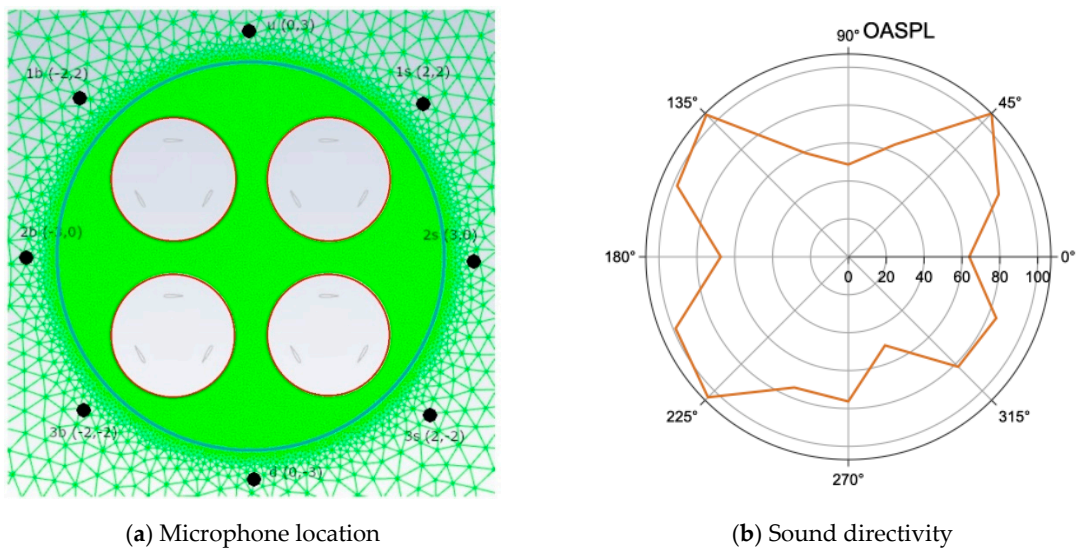 u (0,3)
1b (-2,2)
1s (2,2)
2b (-3,0)
2s (3,0)
3b (-2,-2)
3s (2,-2)
d (0,-3)
OASPL
90°
135°
45°
180°
0°
0 20 40 60 80 100
225°
315°
270°
(a) Microphone location
(b) Sound directivity